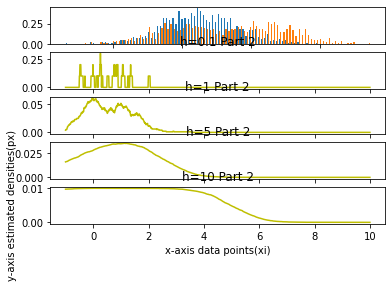 0.25
0.00
h=0.1 Part 2
0.25
0.00
h=1 Part 2
0.05
0.00
h=5 Part 2
0.025
0.000
h=10 Part 2
0.01
0.00
0 2 4 6 8 10
x-axis data points(xi)
y-axis estimated densities(px)